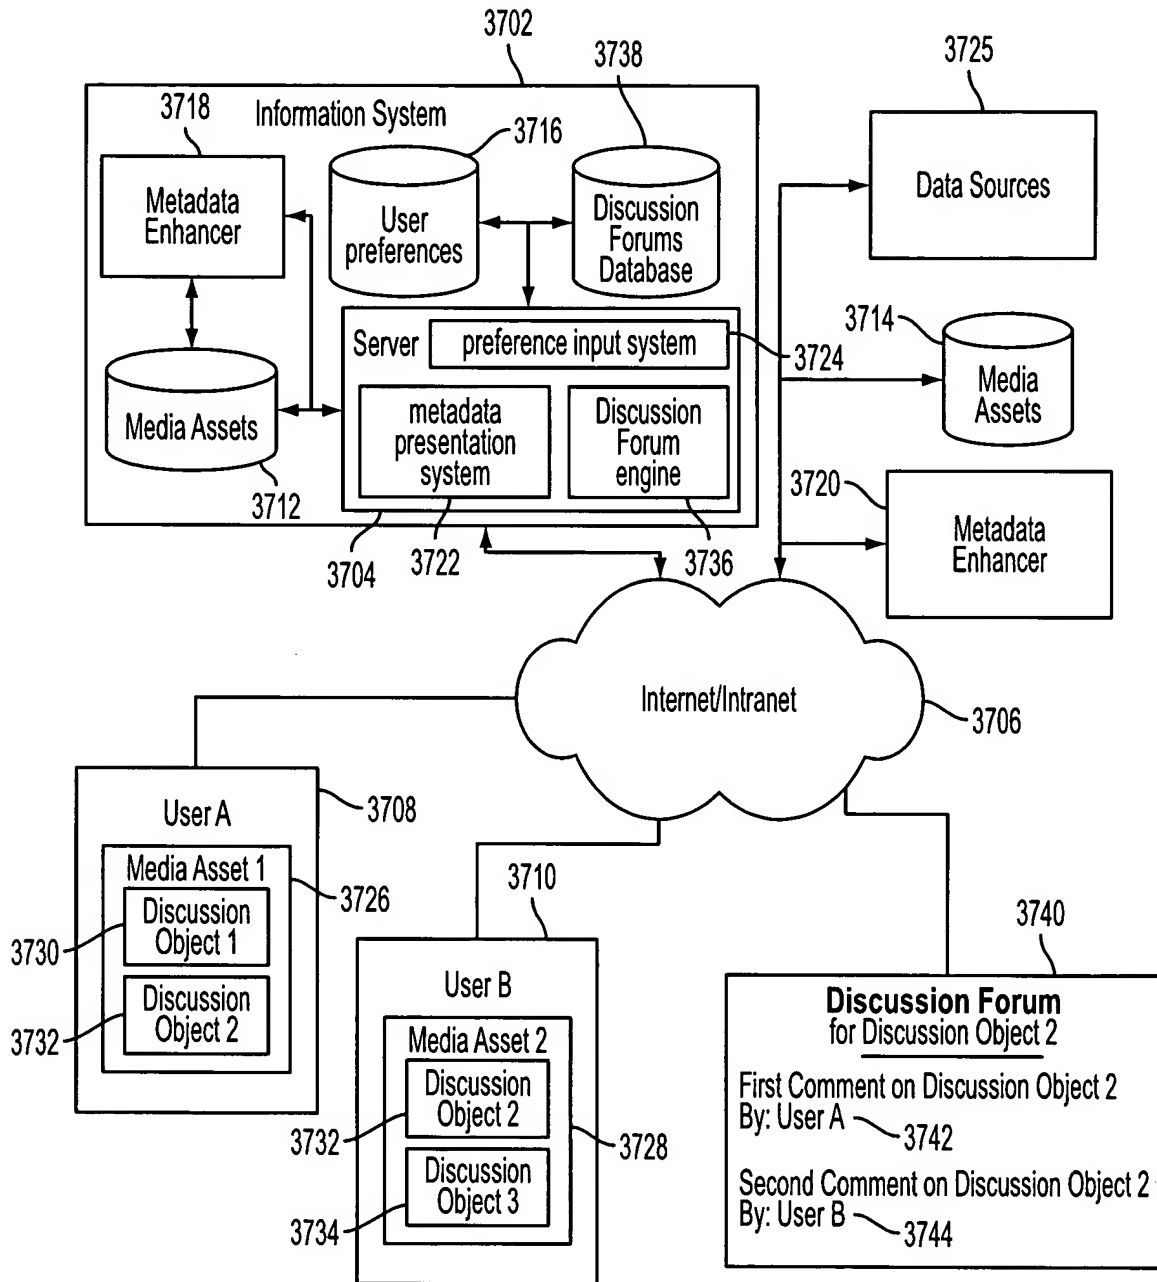 3702
3738
3725
3718
Information System
3716
Metadata
Enhancer
User
preferences
Discussion
Forums
Database
Data Sources
Server
preference input system
3724
3714
Media
Assets
Media Assets
metadata
presentation
system
Discussion
Forum
engine
3712
3704
3722
3736
3720
Metadata
Enhancer
Internet/Intranet
3706
User A
3708
Media Asset 1
3726
Discussion
Object 1
3730
Discussion
Object 2
3732
3710
User B
Media Asset 2
Discussion
Object 2
3732
3728
Discussion
Object 3
3734
3740
Discussion Forum
for Discussion Object 2
First Comment on Discussion Object 2
By: User A
3742
Second Comment on Discussion Object 2
By: User B
3744